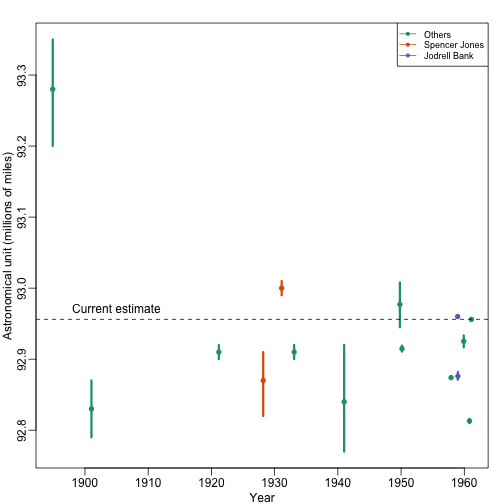 Others
Spencer Jones
Jodrell Bank
93.3
93.2
93.1
93.0
92.9
92.8
Astronomical unit (millions of miles)
Current estimate
1900 1910 1920 1930 1940 1950 1960
Year